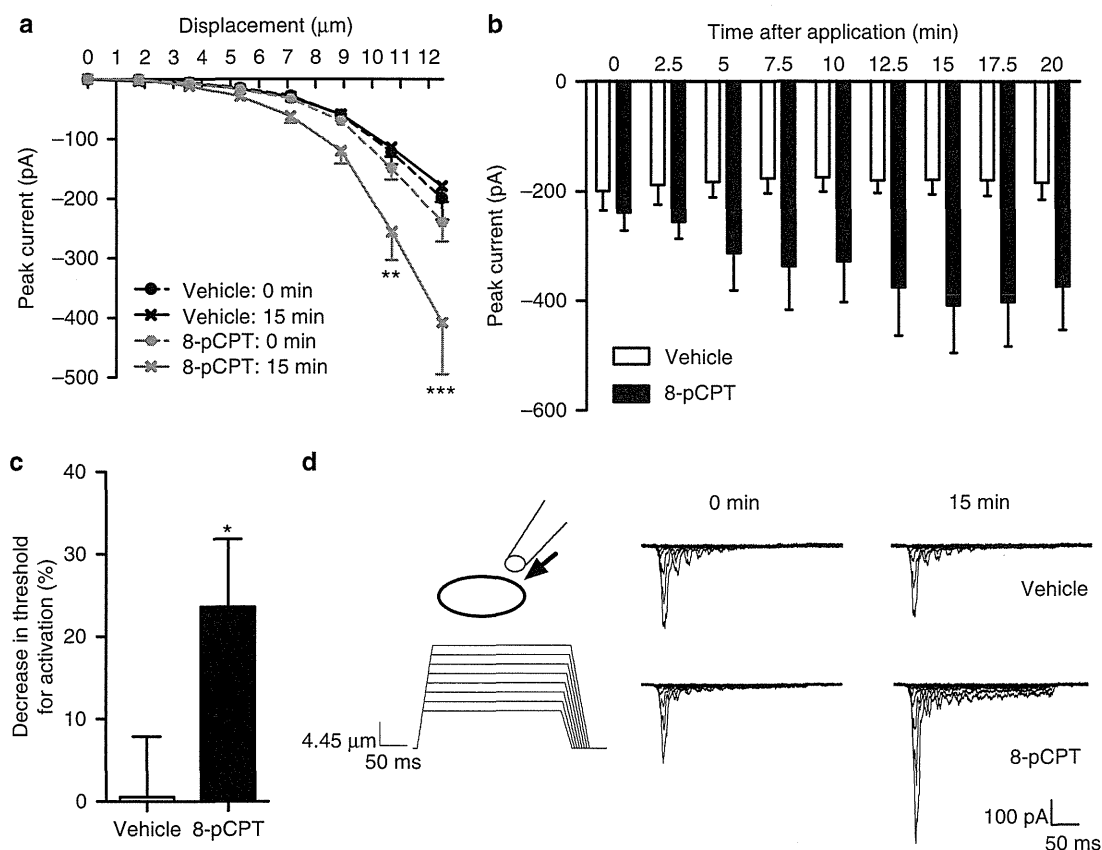 a
Displacement (μm)
0 1 2 3 4 5 6 7 8 9 10 11 12
Peak current (pA)
−100
−200
−300
−400
−500
Vehicle: 0 min
Vehicle: 15 min
8-pCPT: 0 min
8-pCPT: 15 min
**
***
b
Time after application (min)
0 2.5 5 7.5 10 12.5 15 17.5 20
Peak current (pA)
0
−200
−400
−600
Vehicle
8-pCPT
c
Decrease in threshold
for activation (%)
40
30
20
10
0
*
Vehicle 8-pCPT
d
4.45 μm
50 ms
0 min
15 min
Vehicle
8-pCPT
100 pA
50 ms